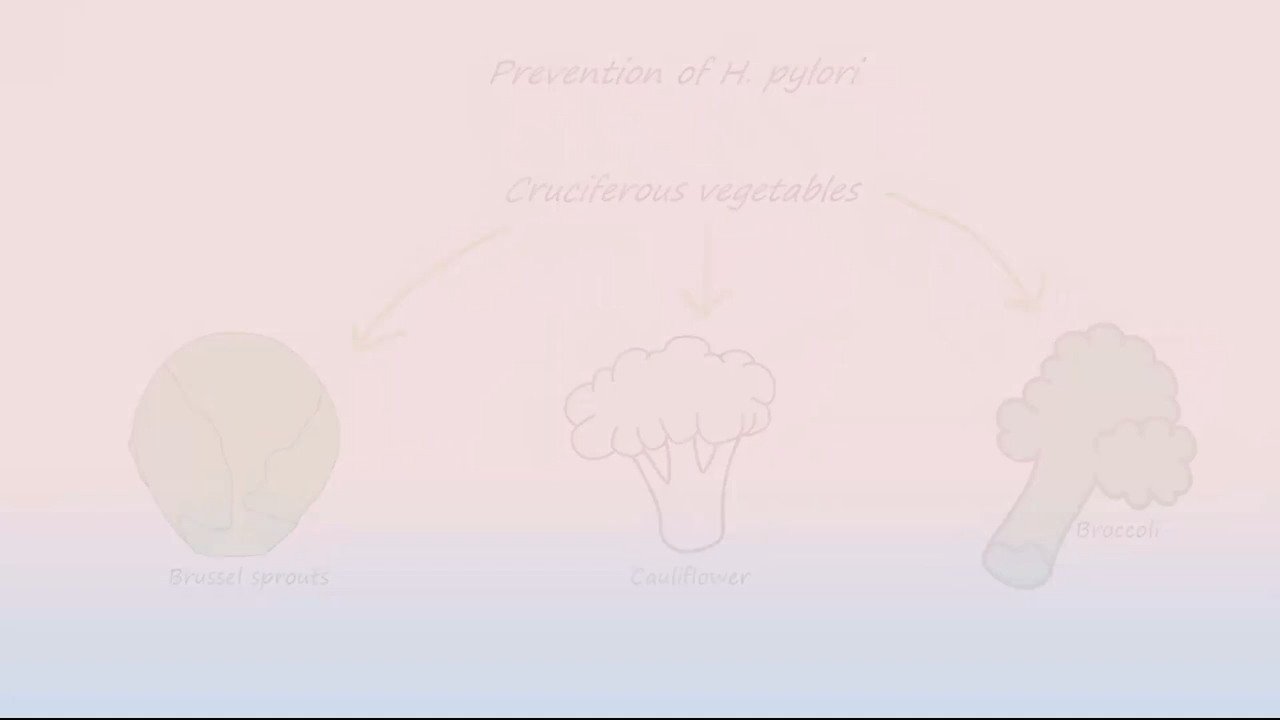 Prevention of H. pylori
Cruciferous vegetables
Broccoli
Brussel sprouts
Cauliflower